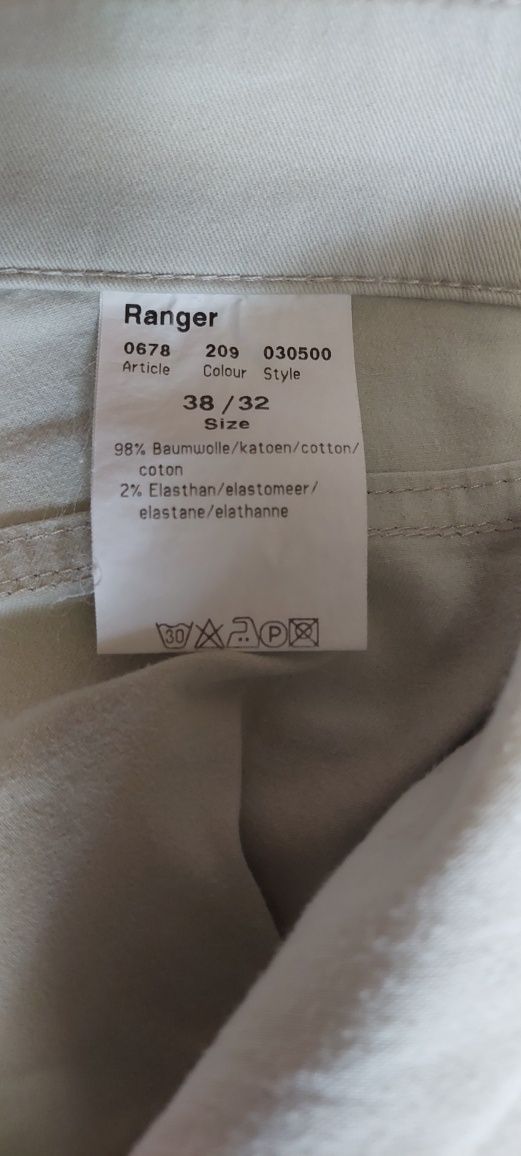 Ranger
0678 209 030500
Article Colour Style
38 / 32
Size
98% Baumwolle/katoen/cotton/
coton
2% Elasthan/elastomeer/
elastane/elathanne
30 P